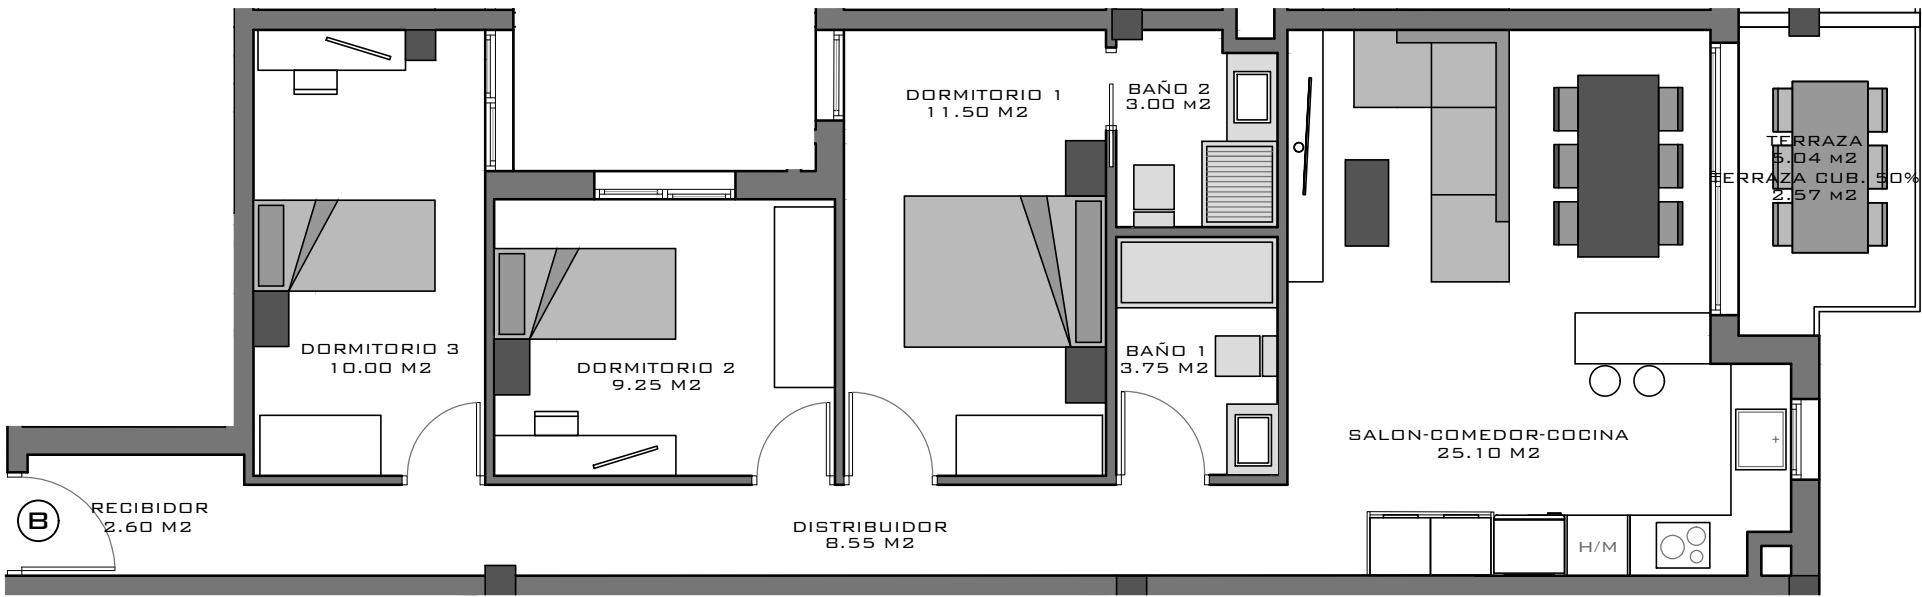 DORMITORIO 1
11.50 M2
BAÑO 2
3.00 M2
TERRAZA
5.04 M2
TERRAZA CUB. 50%
2.57 M2
DORMITORIO 3
10.00 M2
DORMITORIO 2
9.25 M2
BAÑO 1
3.75 M2
SALON-COMEDOR-COCINA
25.10 M2
B
RECIBIDOR
2.60 M2
DISTRIBUIDOR
8.55 M2
H/M